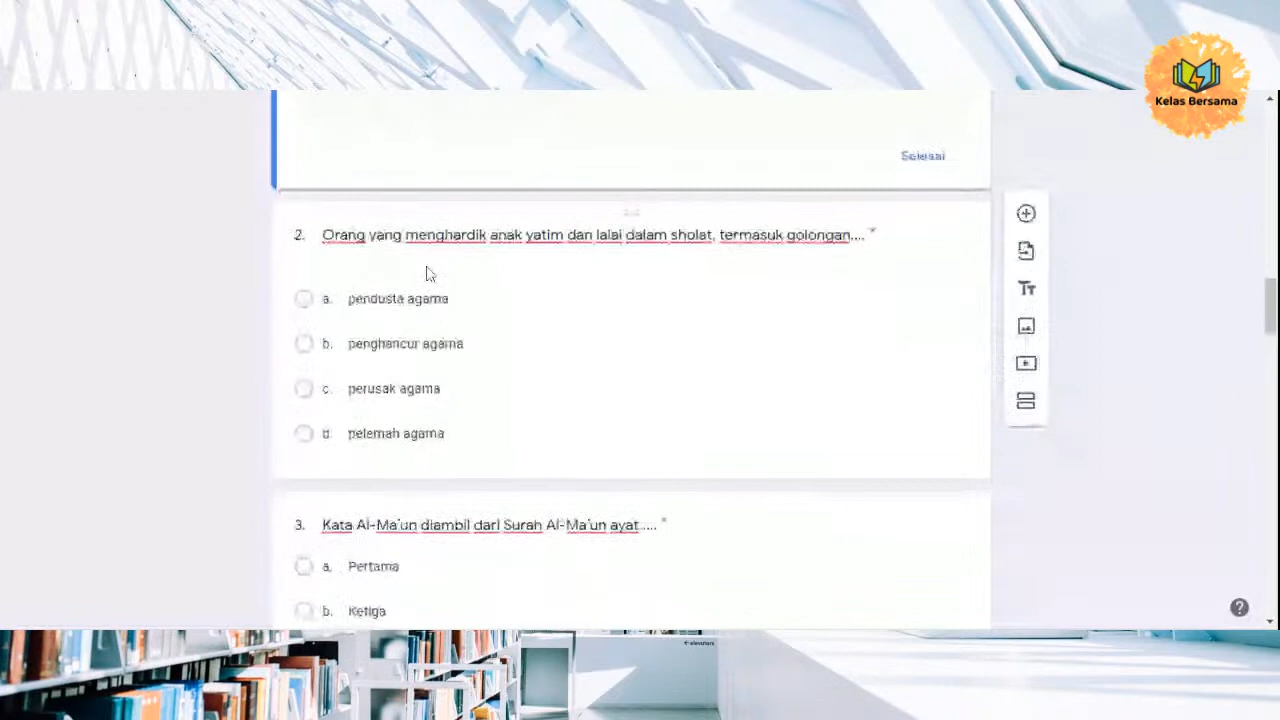 Kelas Bersama
Selesai
2. Orang yang menghardik anak yatim dan lalai dalam sholat, termasuk golongan.... *
a. pendusta agama
b. penghancur agama
c. perusak agama
d. pelemah agama
3. Kata Al-Ma'un diambil dari Surah Al-Ma'un ayat..... *
a. Pertama
b. Ketiga